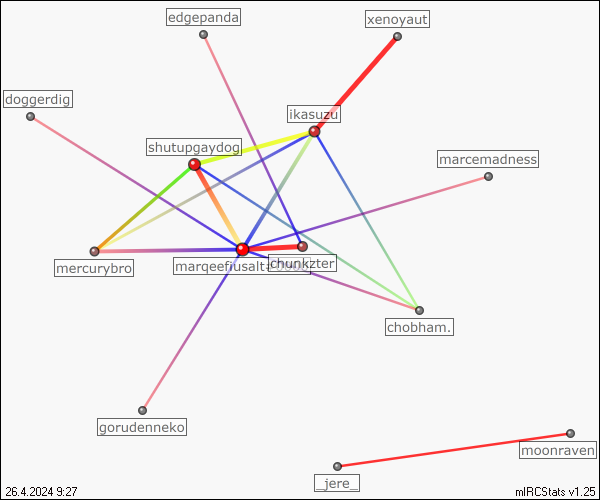 edgepanda
xenoyaut
doggerdig
ikasuzu
shutupgaydog
marcemadness
mercurybro
chunkzter
chobham.
gorudenneko
moonraven
_jere_
26.4.2024 9:27
mIRCStats v1.25